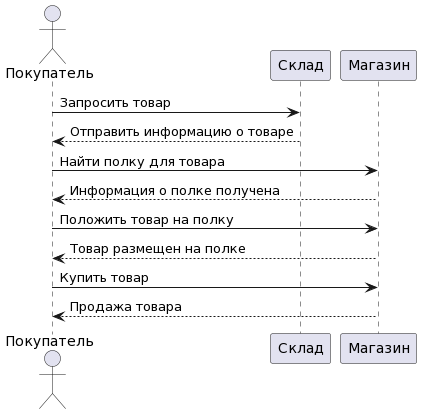 Покупатель
Склад
Магазин
Запросить товар
Отправить информацию о товаре
Найти полку для товара
Информация о полке получена
Положить товар на полку
Товар размещен на полке
Купить товар
Продажа товара
Покупатель
Склад
Магазин